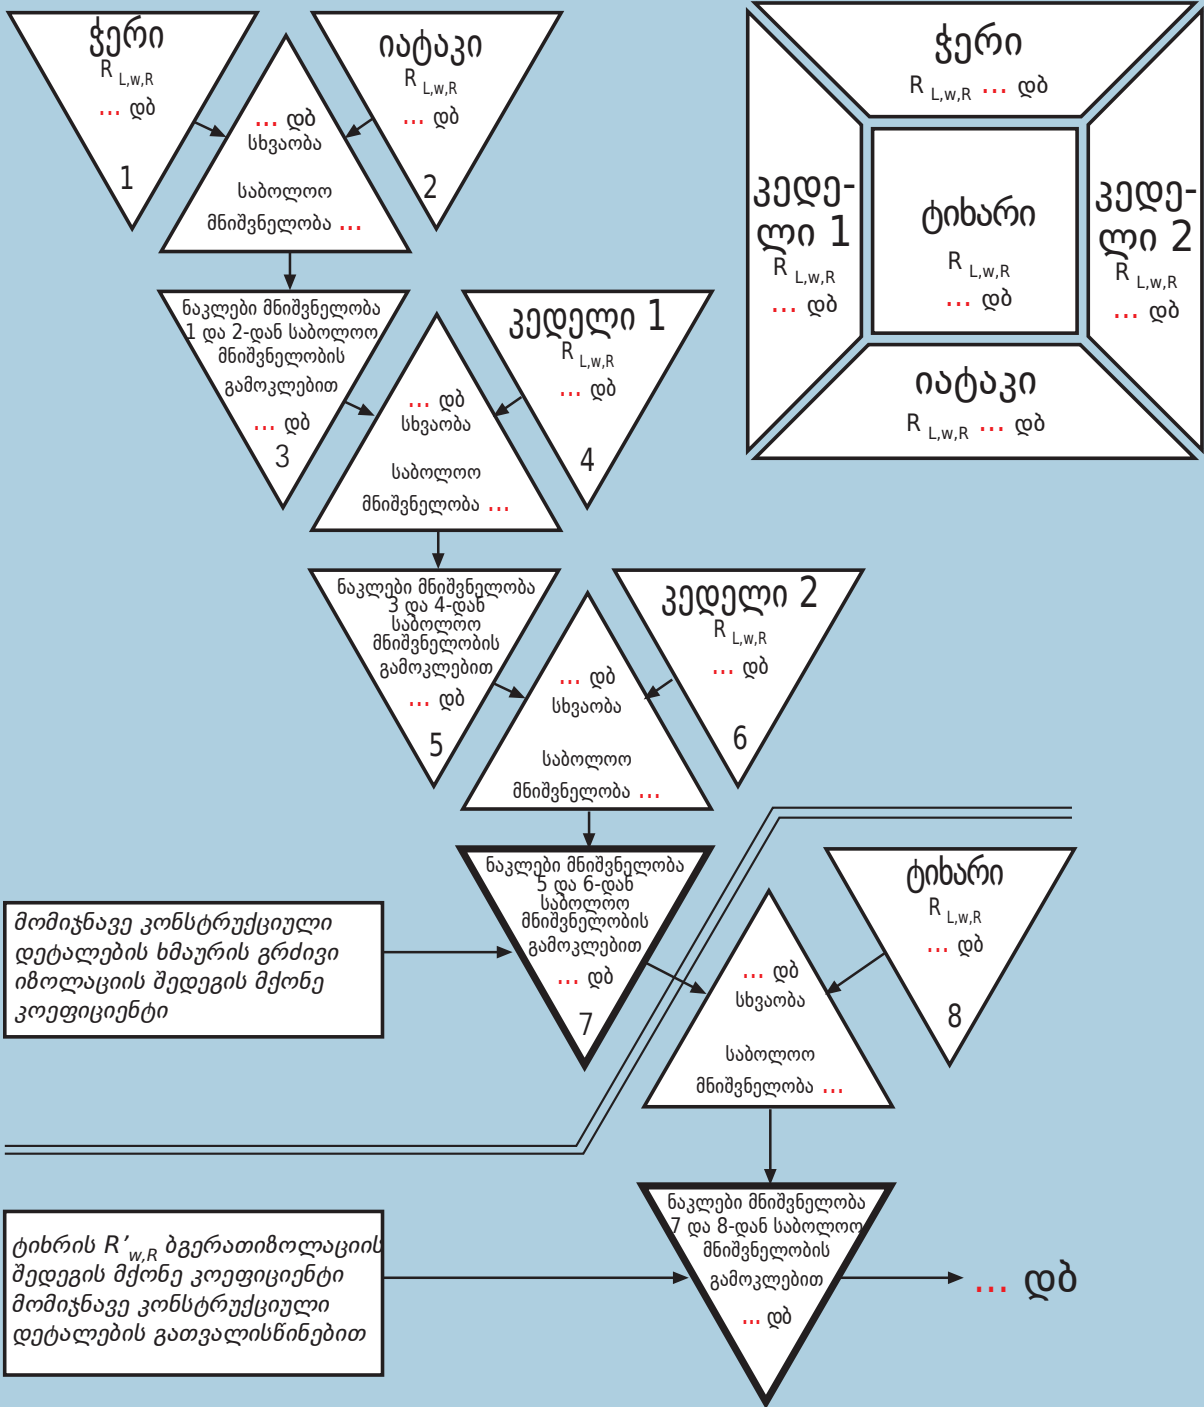 ჭერი
R L,w,R
... დბ
1
იატაკი
R L,w,R
... დბ
2
... დბ
სხვაობა
საბოლოო
მნიშვნელობა ...
ჭერი
R L,w,R ... დბ
კედე-
ლი 1
R L,w,R
... დბ
ტიხარი
R L,w,R
... დბ
კედე-
ლი 2
R L,w,R
... დბ
იატაკი
R L,w,R ... დბ
ნაკლები მნიშვნელობა
1 და 2-დან საბოლოო
მნიშვნელობის
გამოკლებით
... დბ
3
კედელი 1
R L,w,R
... დბ
4
... დბ
სხვაობა
საბოლოო
მნიშვნელობა ...
ნაკლები მნიშვნელობა
3 და 4-დან
საბოლოო
მნიშვნელობის
გამოკლებით
... დბ
5
კედელი 2
R L,w,R
... დბ
6
... დბ
სხვაობა
საბოლოო
მნიშვნელობა ...
ნაკლები მნიშვნელობა
5 და 6-დან
საბოლოო
მნიშვნელობის
გამოკლებით
... დბ
7
ტიხარი
R L,w,R
... დბ
8
მომიჯნავე კონსტრუქციული
დეტალების ხმაურის გრძივი
იზოლაციის შედეგის მქონე
კოეფიციენტი
... დბ
სხვაობა
საბოლოო
მნიშვნელობა ...
ნაკლები მნიშვნელობა
7 და 8-დან საბოლოო
მნიშვნელობის
გამოკლებით
... დბ
ტიხრის R’w,R ბგერათიზოლაციის
შედეგის მქონე კოეფიციენტი
მომიჯნავე კონსტრუქციული
დეტალების გათვალისწინებით
... დბ